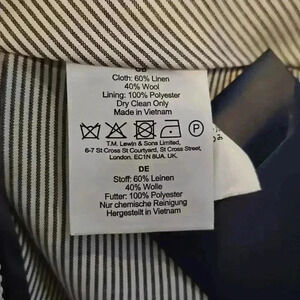 GB
Cloth: 60% Linen
40% Wool
Lining: 100% Polyester
Dry Clean Only
Made in Vietnam
P
T.M. Lewin & Sons Limited,
6-7 St Cross St Courtyard, St Cross St,
London. EC1N 8UA. UK.
DE
Stoff: 60% Leinen
40% Wolle
Futter: 100% Polyester
Nur chemische Reinigung
Hergestellt in Vietnam